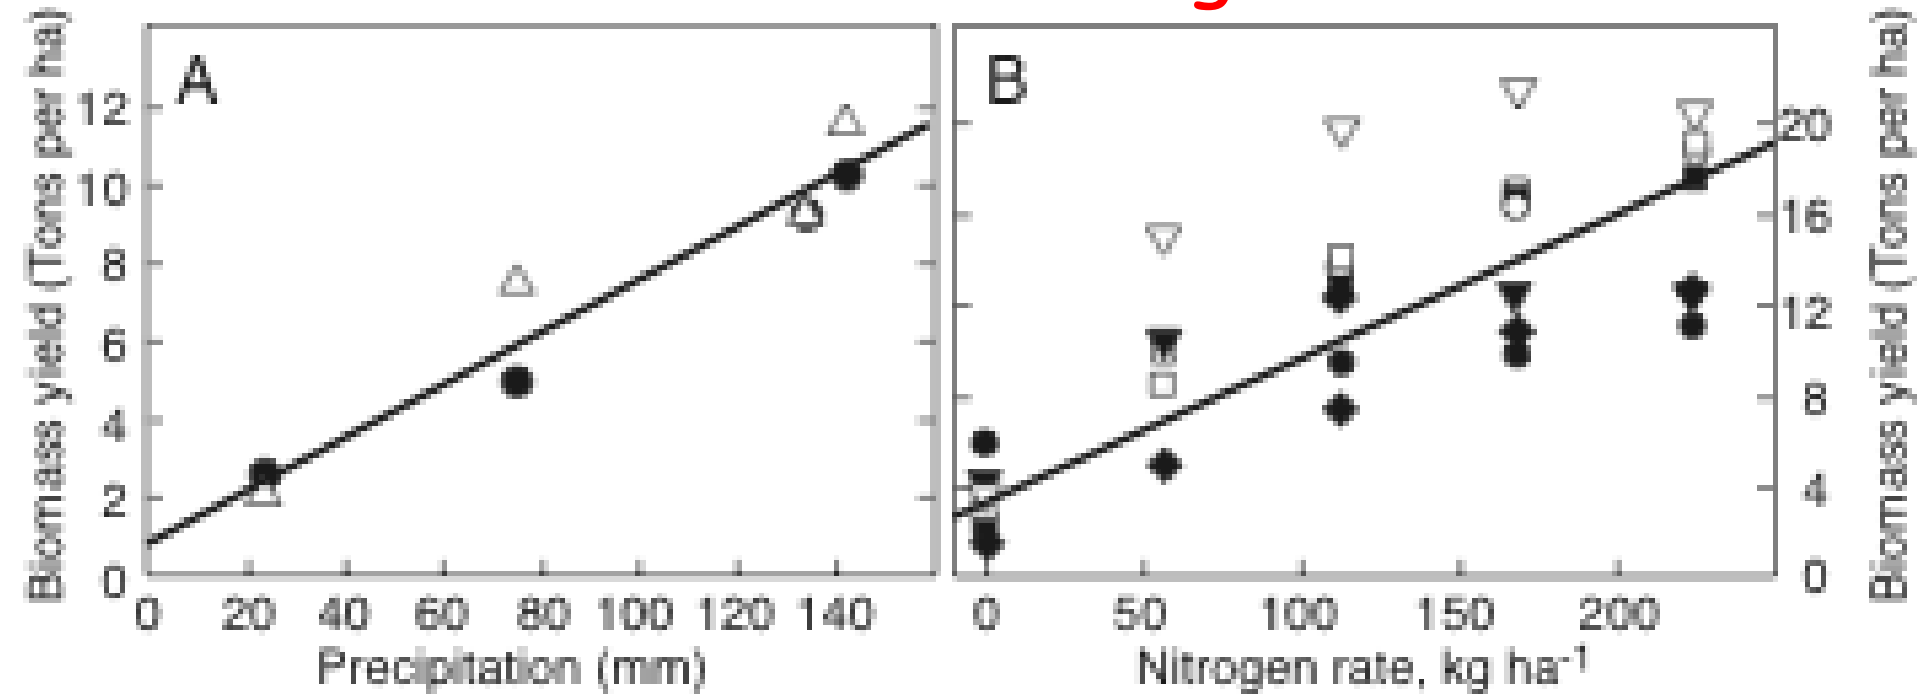 A
B
Biomass yield (Tons per ha)
12
10
8
6
4
2
0
0 20 40 60 80 100 120 140
Precipitation (mm)
0 50 100 150 200
Nitrogen rate, kg ha-1
20
16
12
8
4
0
Biomass yield (Tons per ha)